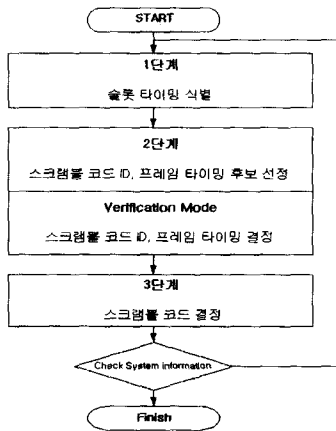 START
1단계
슬롯 타이밍 식별
2단계
스크램블 코드 ID, 프레임 타이밍 후보 선정
Verification Mode
스크램블 코드 ID, 프레임 타이밍 결정
3단계
스크램블 코드 결정
Check System information
Finish